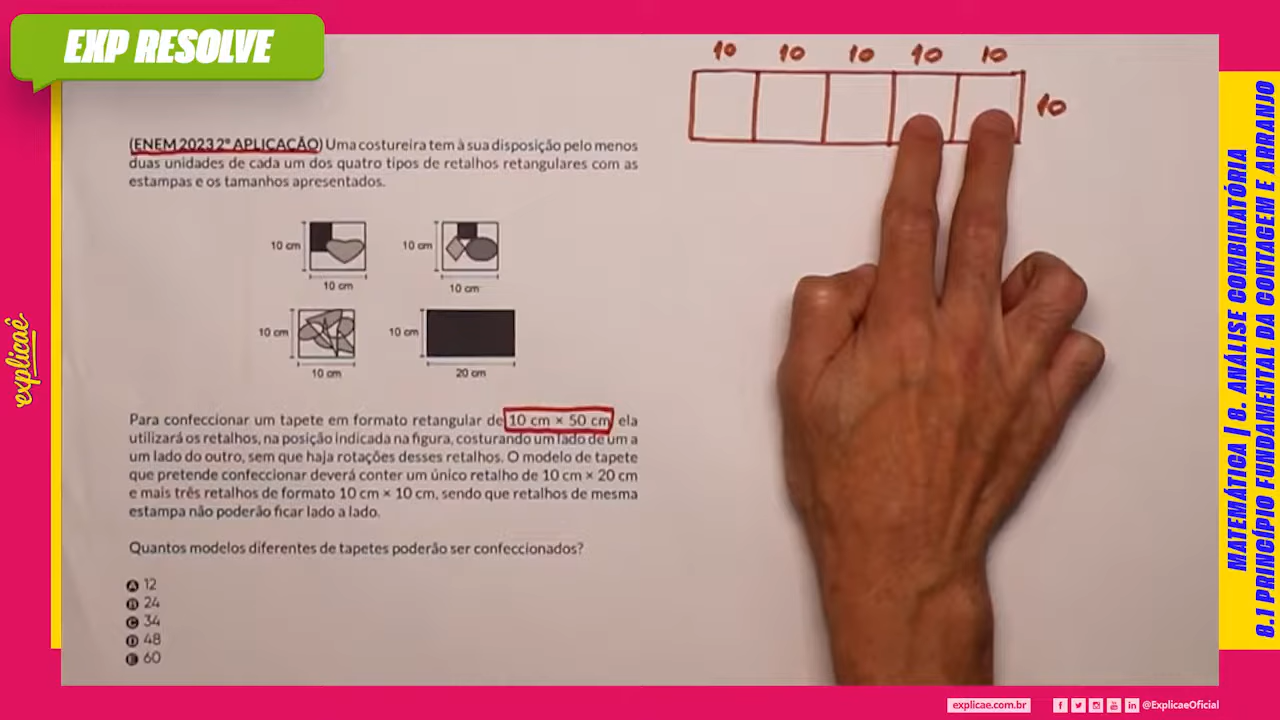 EXP RESOLVE
10 10 10 10 10
10
(ENEM 2023 2ª APLICAÇÃO) Uma costureira tem à sua disposição pelo menos
duas unidades de cada um dos quatro tipos de retalhos retangulares com as
estampas e os tamanhos apresentados.
10 cm
10 cm
10 cm
10 cm
10 cm
10 cm
10 cm
20 cm
Para confeccionar um tapete em formato retangular de 10 cm × 50 cm ela
utilizará os retalhos, na posição indicada na figura, costurando um lado de um a
um lado do outro, sem que haja rotações desses retalhos. O modelo de tapete
que pretende confeccionar deverá conter um único retalho de 10 cm × 20 cm
e mais três retalhos de formato 10 cm × 10 cm, sendo que retalhos de mesma
estampa não poderão ficar lado a lado.
Quantos modelos diferentes de tapetes poderão ser confeccionados?
A 12
B 24
C 34
D 48
E 60
explicaê
MATEMÁTICA | 8. ANÁLISE COMBINATÓRIA
8.1 PRINCÍPIO FUNDAMENTAL DA CONTAGEM E ARRANJO
explicae.com.br
@ExplicaeOficial